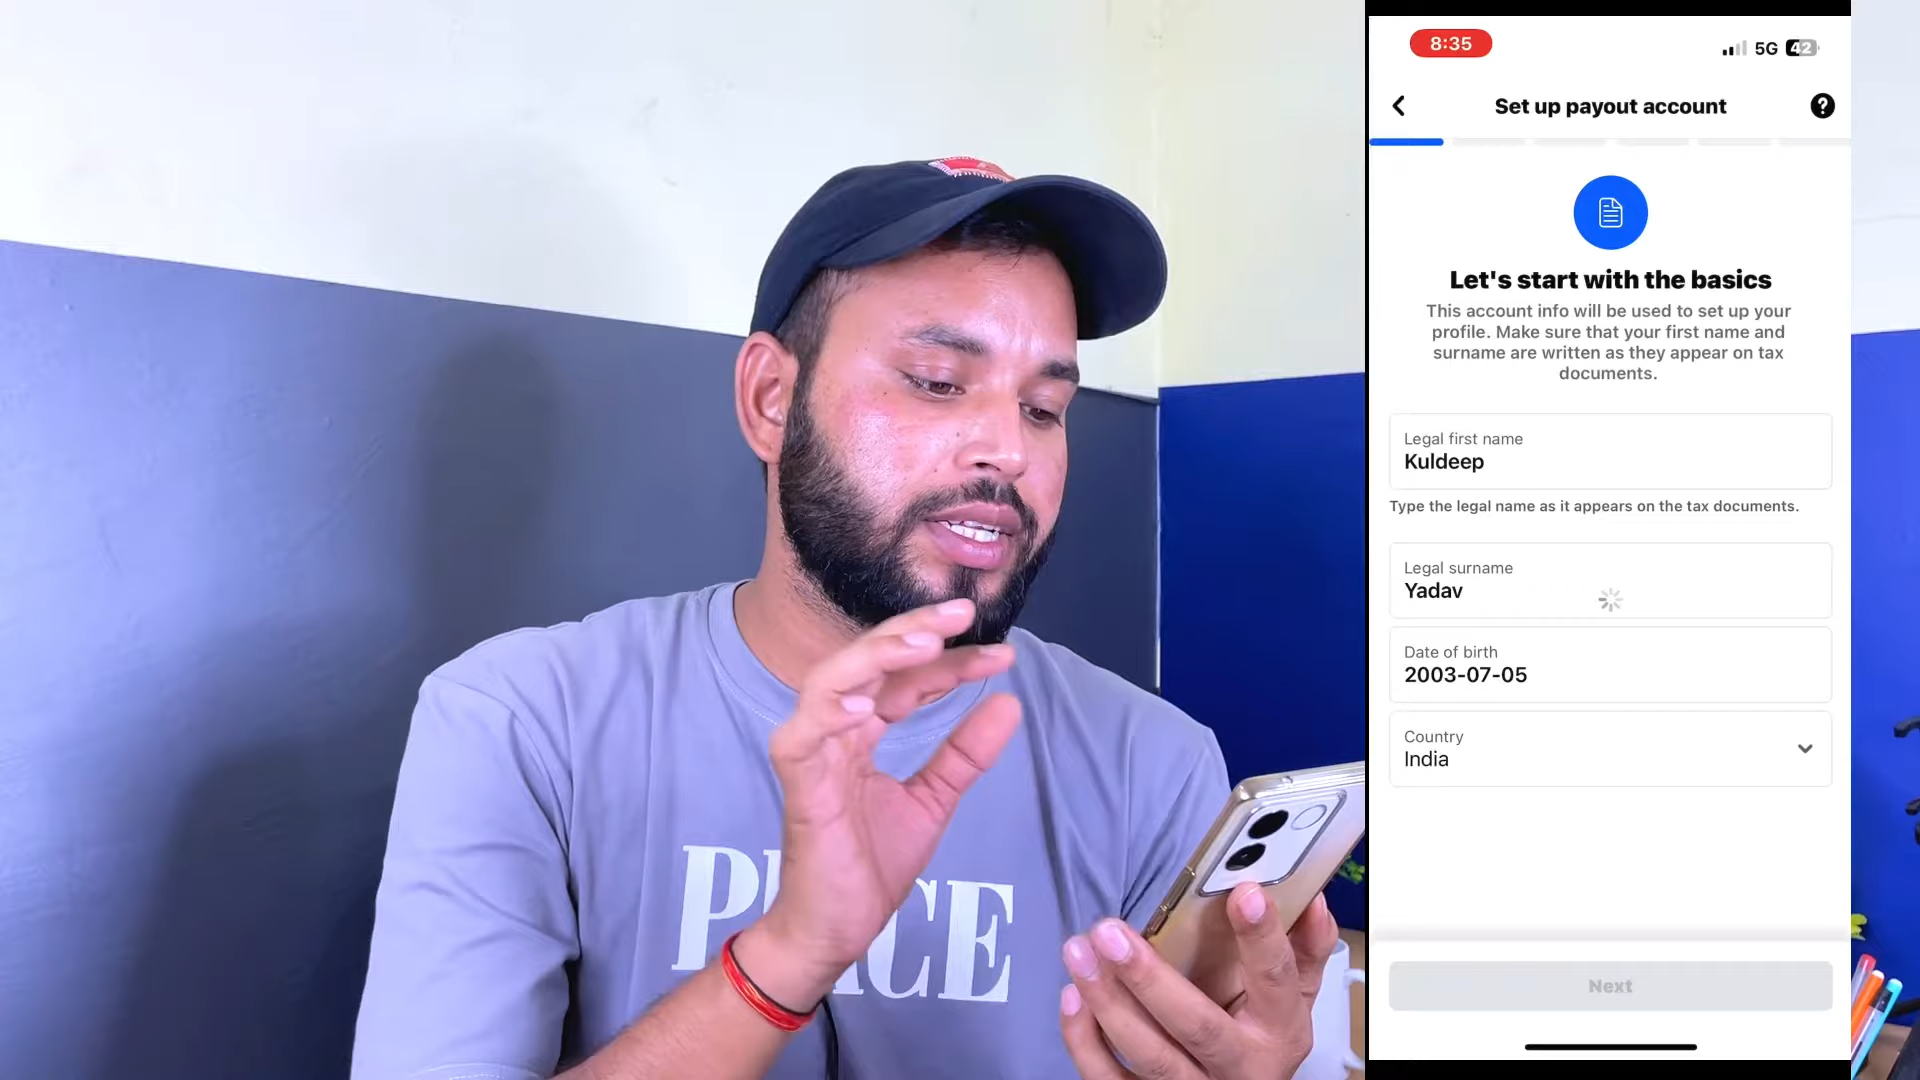 8:35
5G 42
Set up payout account
?
Let's start with the basics
This account info will be used to set up your
profile. Make sure that your first name and
surname are written as they appear on tax
documents.
Legal first name
Kuldeep
Type the legal name as it appears on the tax documents.
Legal surname
Yadav
Date of birth
2003-07-05
Country
India
Next